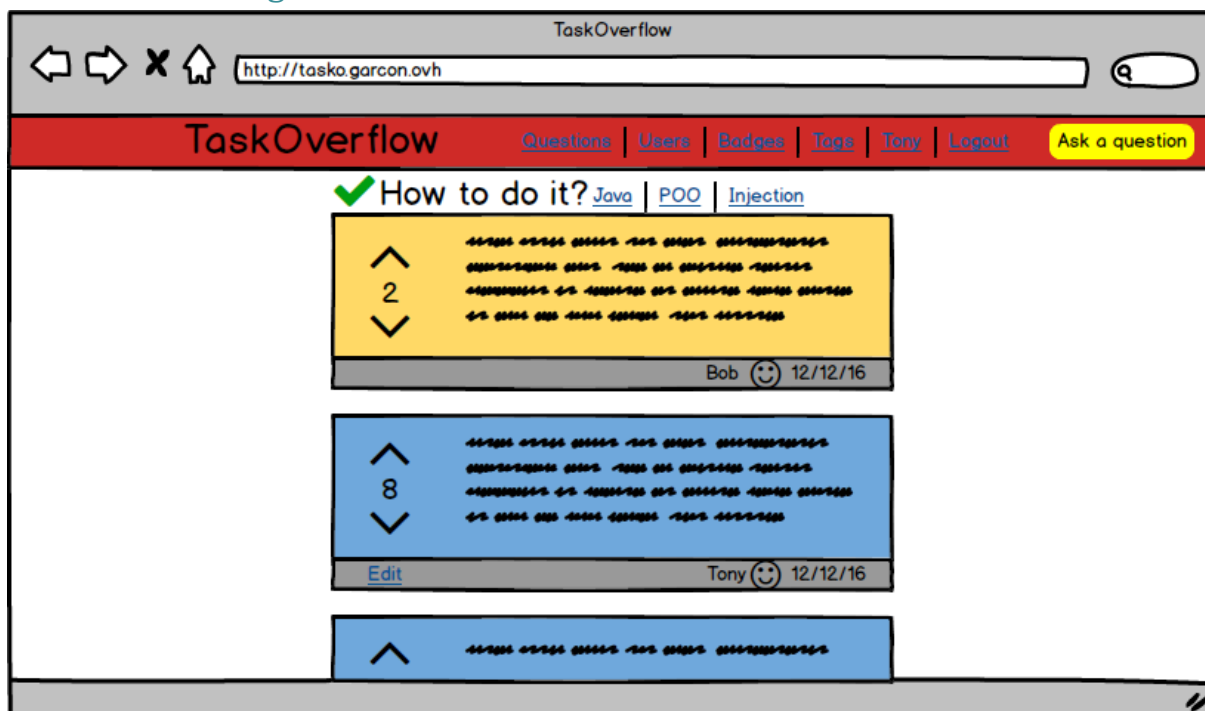 TaskOverflow
http://tasko.garcon.ovh
TaskOverflow Questions Users Badges Tags Tony Logout Ask a question
How to do it? Java POO Injection
2
Bob 12/12/16
8
Edit Tony 12/12/16